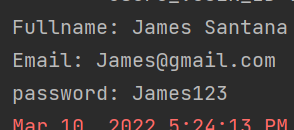 Fullname: James Santana
Email: James@gmail.com
password: James123
Mar 10, 2022 5:24:13 PM